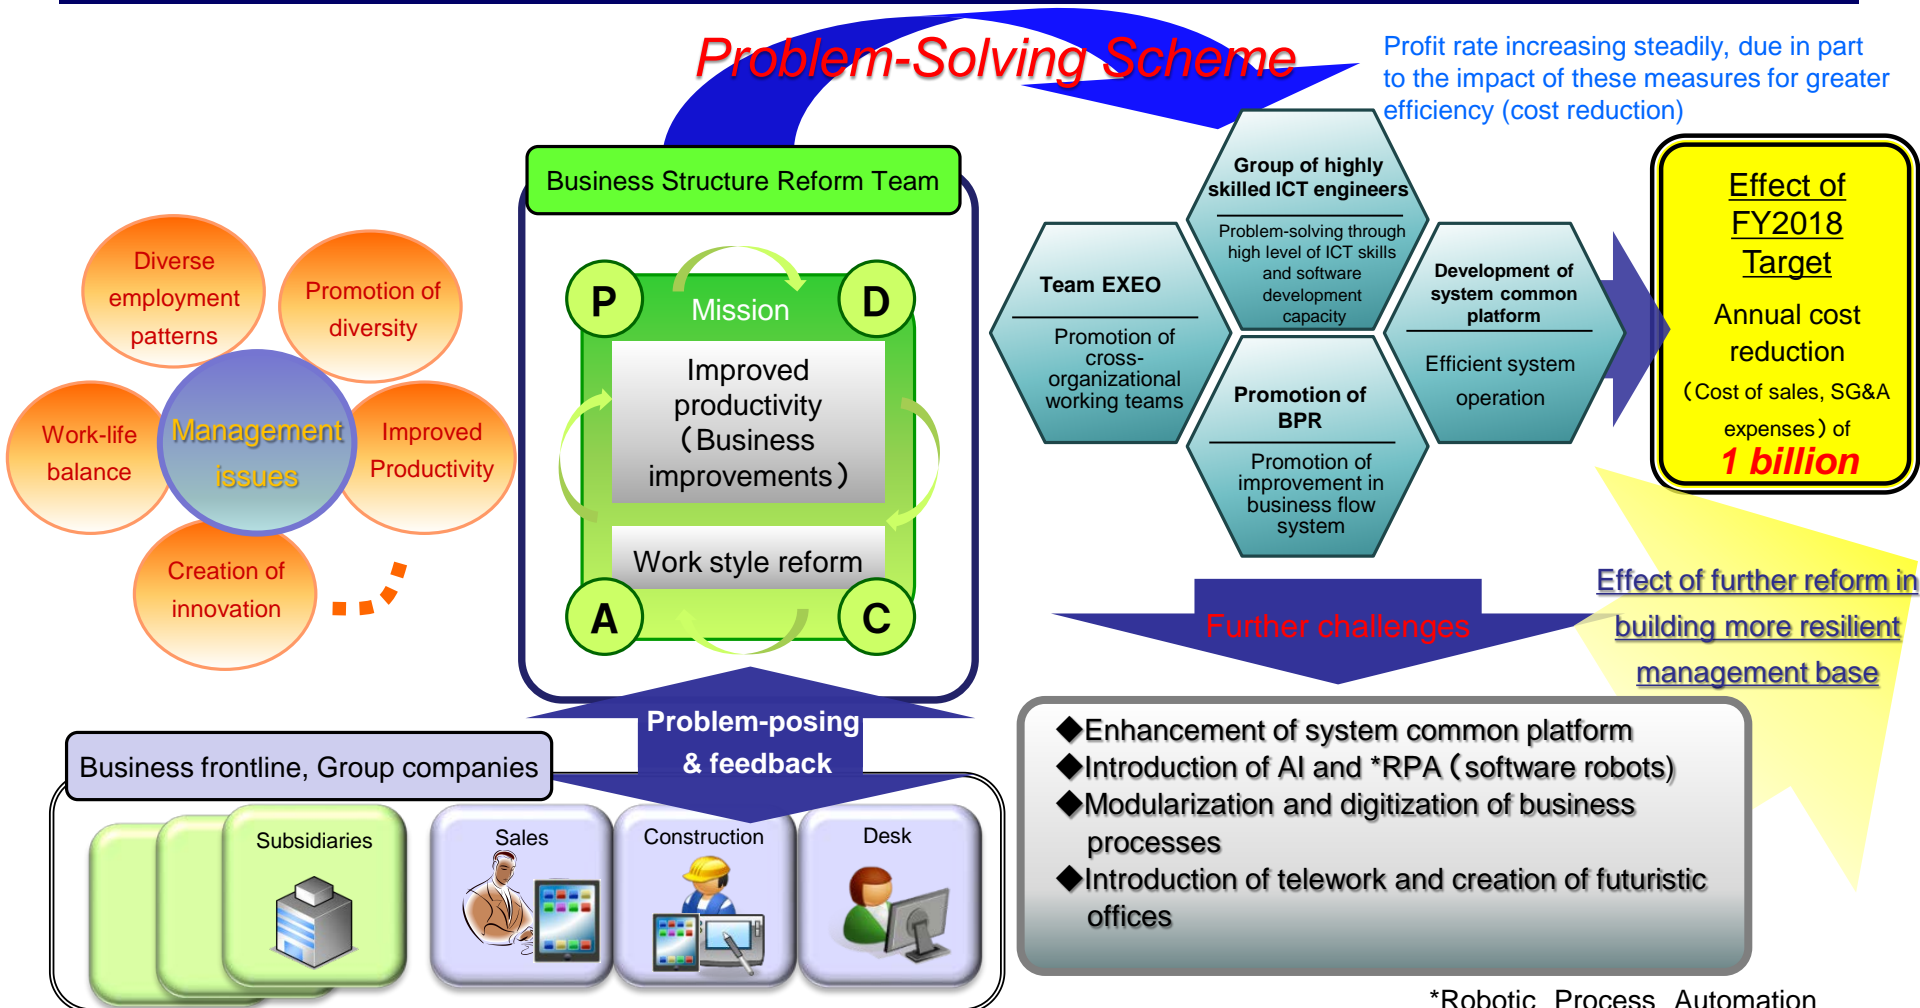 Problem-Solving Scheme
Profit rate increasing steadily, due in part
to the impact of these measures for greater
efficiency (cost reduction)
Diverse
employment
patterns
Promotion of
diversity
Work-life
balance
Management
issues
Improved
Productivity
Creation of
innovation
Business Structure Reform Team
P
D
Mission
Improved
productivity
(Business
improvements)
Work style reform
A
C
Problem-posing
& feedback
Business frontline, Group companies
Subsidiaries
Sales
Construction
Desk
Team EXEO
Promotion of
cross-
organizational
working teams
Group of highly
skilled ICT engineers
Problem-solving through
high level of ICT skills
and software
development
capacity
Promotion of
BPR
Promotion of
improvement in
business flow
system
Development of
system common
platform
Efficient system
operation
Effect of
FY2018
Target
Annual cost
reduction
(Cost of sales, SG&A
expenses) of
1 billion
Further challenges
Effect of further reform in
building more resilient
management base
◆Enhancement of system common platform
◆Introduction of AI and *RPA (software robots)
◆Modularization and digitization of business
processes
◆Introduction of telework and creation of futuristic
offices
*Robotic Process Automation